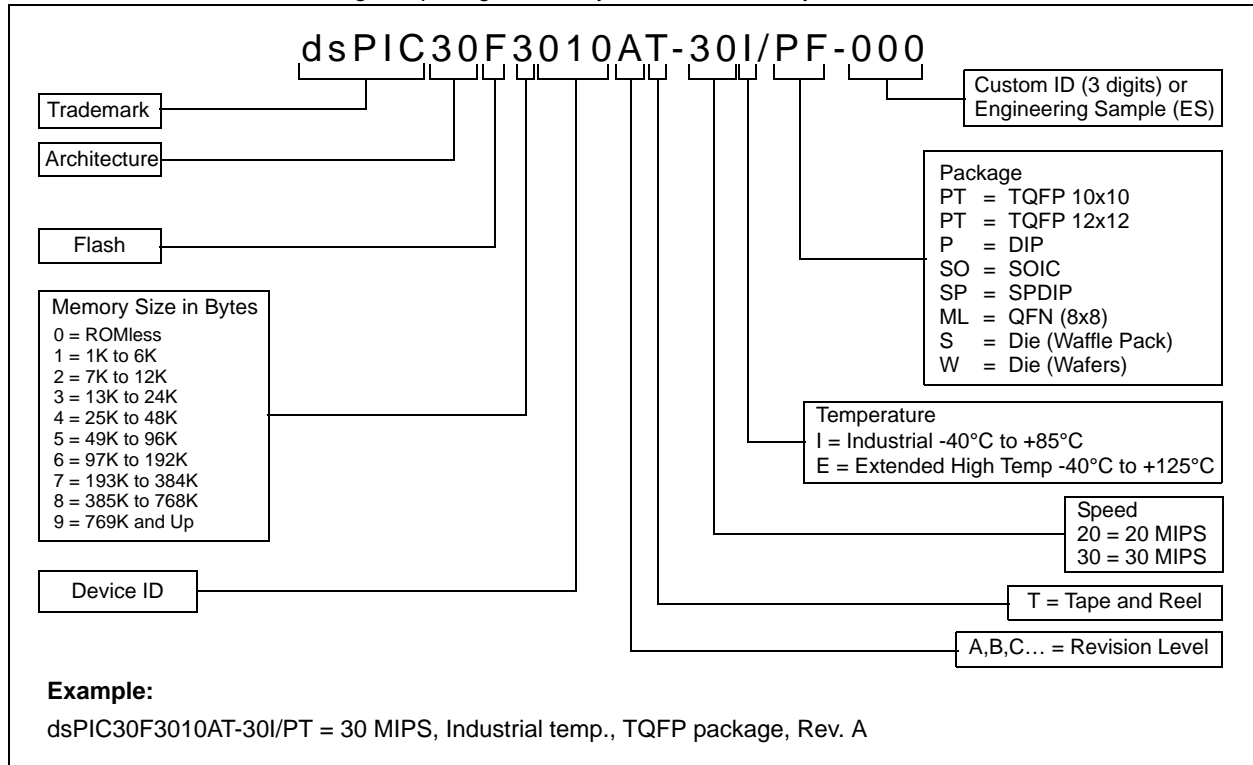 dsPIC30F3010AT-30I/PF-000
Trademark
Architecture
Flash
Memory Size in Bytes
0 = ROMless
1 = 1K to 6K
2 = 7K to 12K
3 = 13K to 24K
4 = 25K to 48K
5 = 49K to 96K
6 = 97K to 192K
7 = 193K to 384K
8 = 385K to 768K
9 = 769K and Up
Device ID
Custom ID (3 digits) or
Engineering Sample (ES)
Package
PT = TQFP 10x10
PT = TQFP 12x12
P = DIP
SO = SOIC
SP = SPDIP
ML = QFN (8x8)
S = Die (Waffle Pack)
W = Die (Wafers)
Temperature
I = Industrial -40°C to +85°C
E = Extended High Temp -40°C to +125°C
Speed
20 = 20 MIPS
30 = 30 MIPS
T = Tape and Reel
A,B,C… = Revision Level
Example:
dsPIC30F3010AT-30I/PT = 30 MIPS, Industrial temp., TQFP package, Rev. A